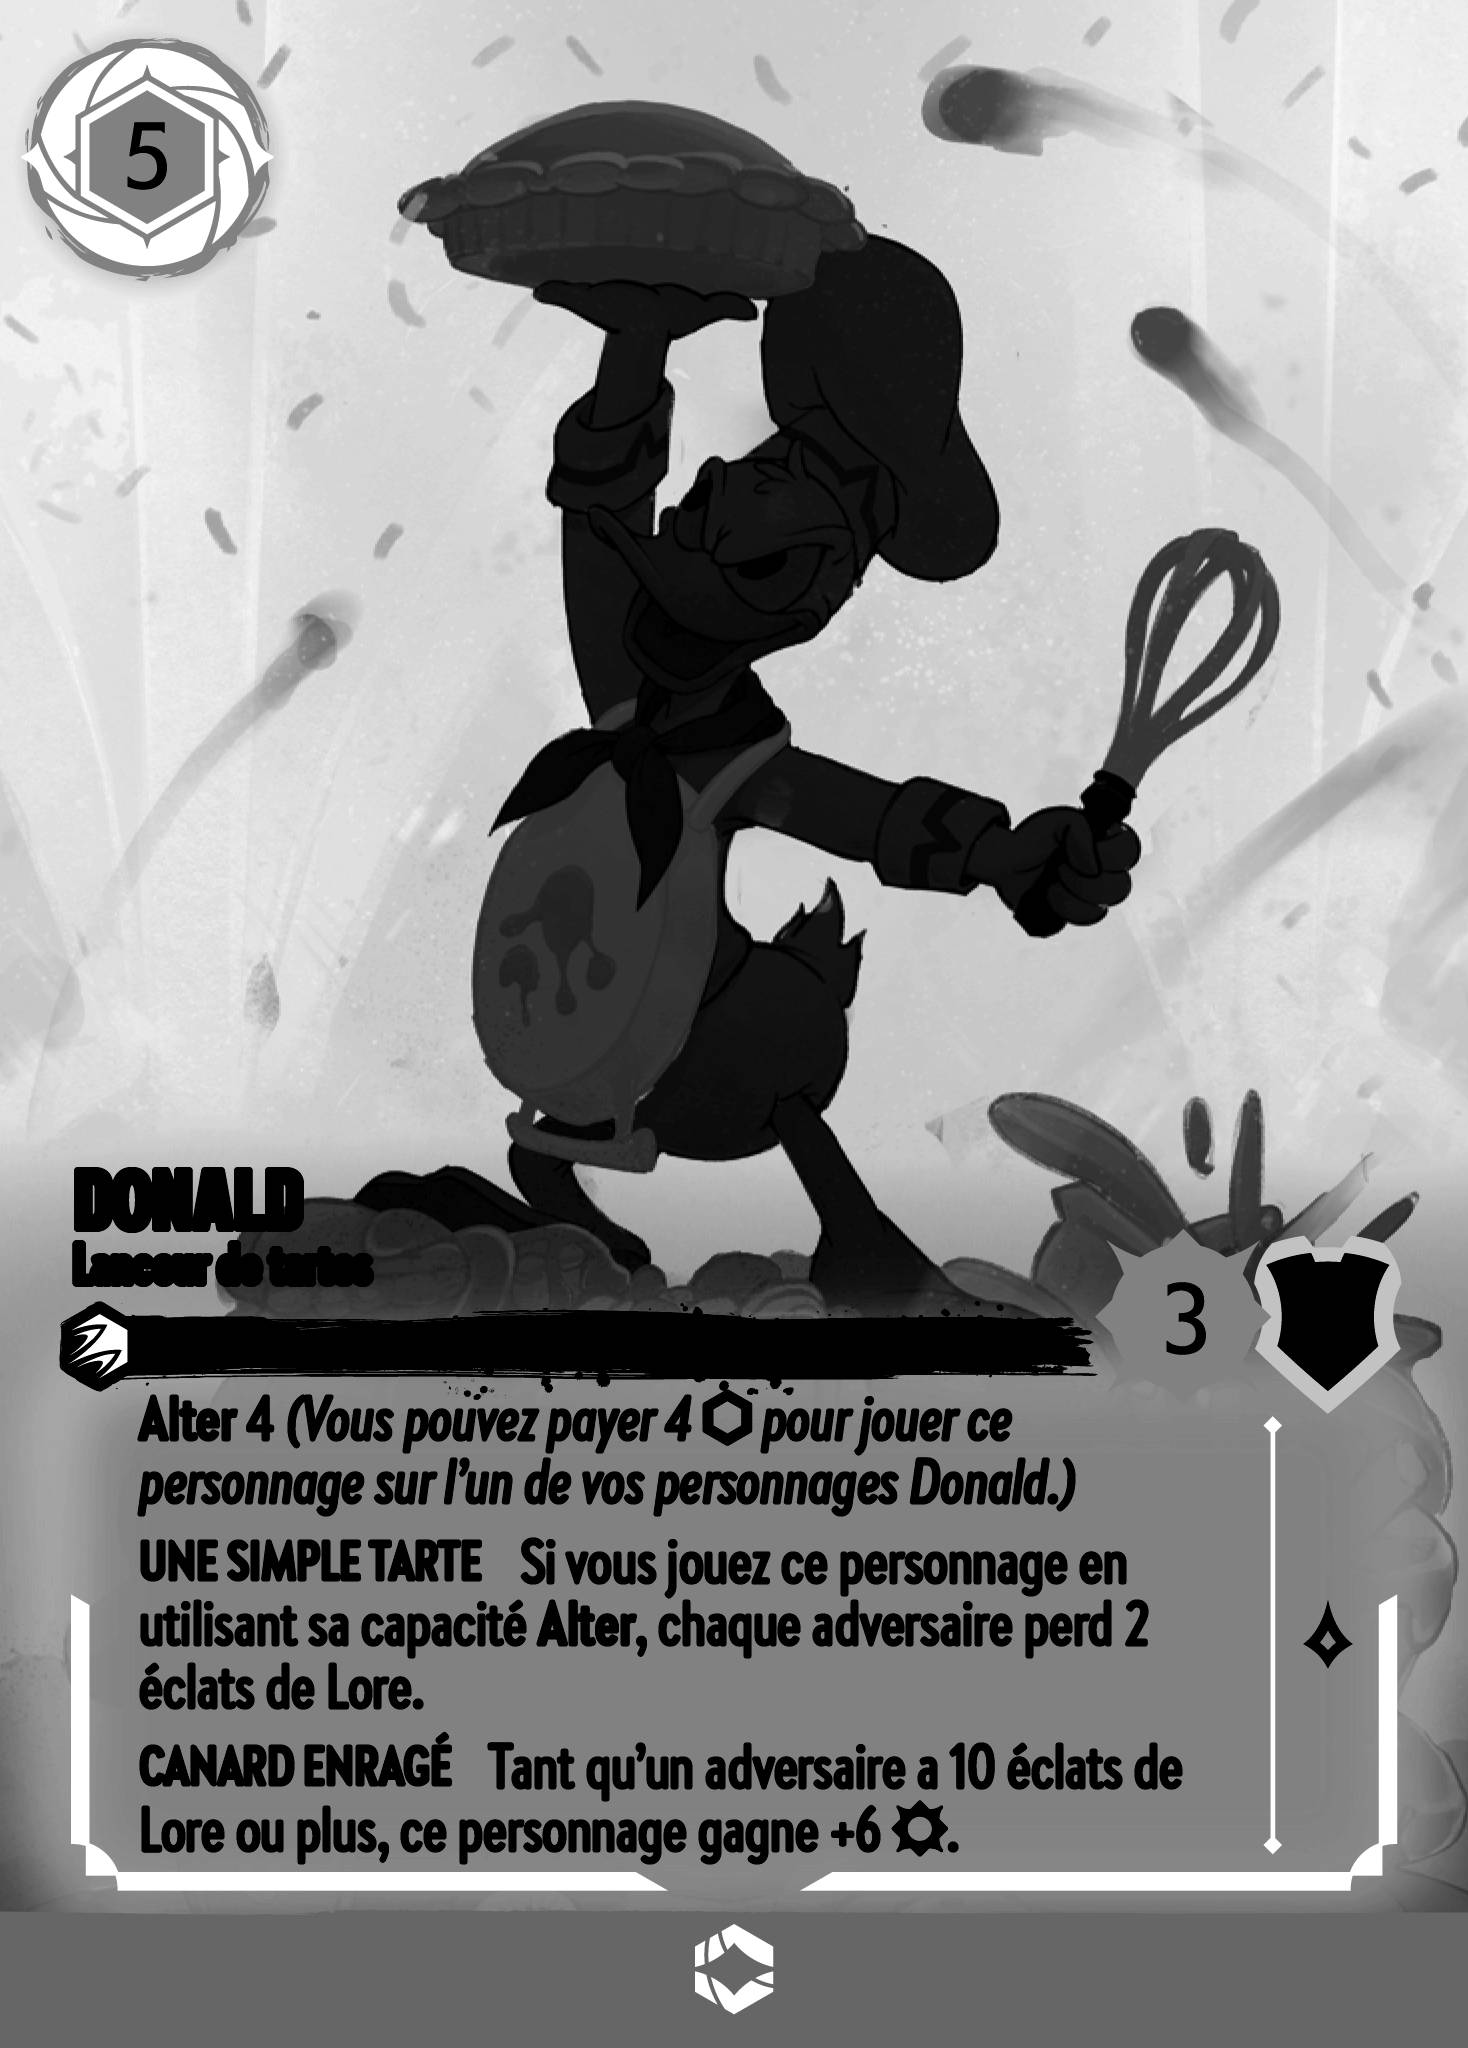 5
DONALD
Lanceur de tartes
3
Alter 4 (Vous pouvez payer 4 pour jouer ce
personnage sur l'un de vos personnages Donald.)
UNE SIMPLE TARTE Si vous jouez ce personnage en
utilisant sa capacité Alter, chaque adversaire perd 2
éclats de Lore.
CANARD ENRAGÉ Tant qu'un adversaire a 10 éclats de
Lore ou plus, ce personnage gagne +6 .